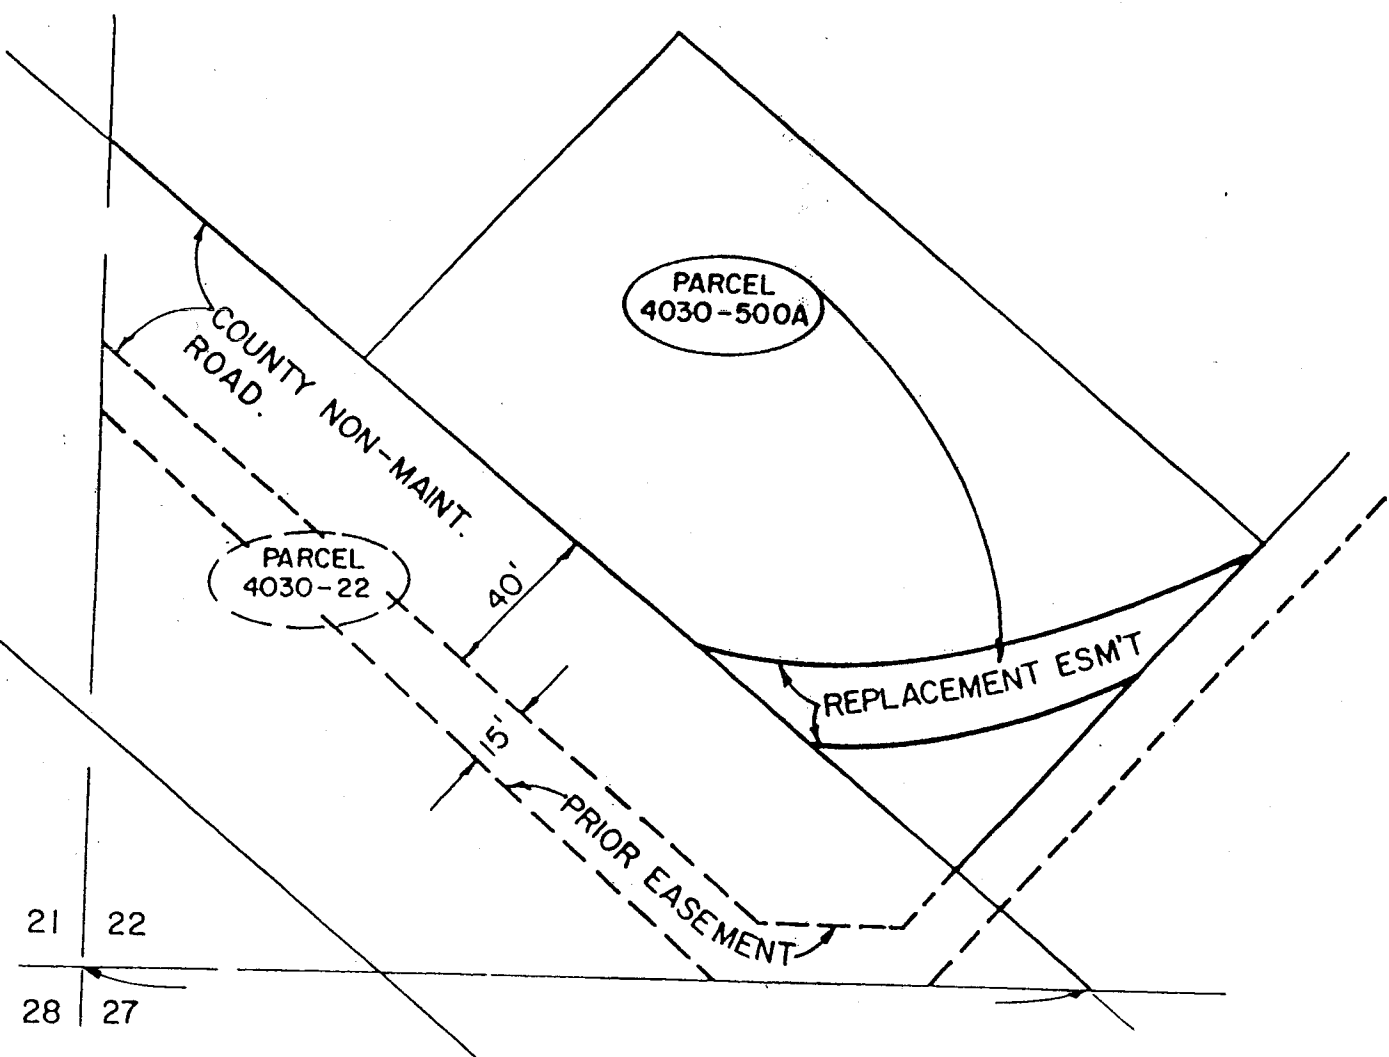 PARCEL
4030-500A
COUNTY NON-MAINT.
ROAD.
PARCEL
4030-22
40'
15'
REPLACEMENT ESM'T
PRIOR EASEMENT
21 22
28 27